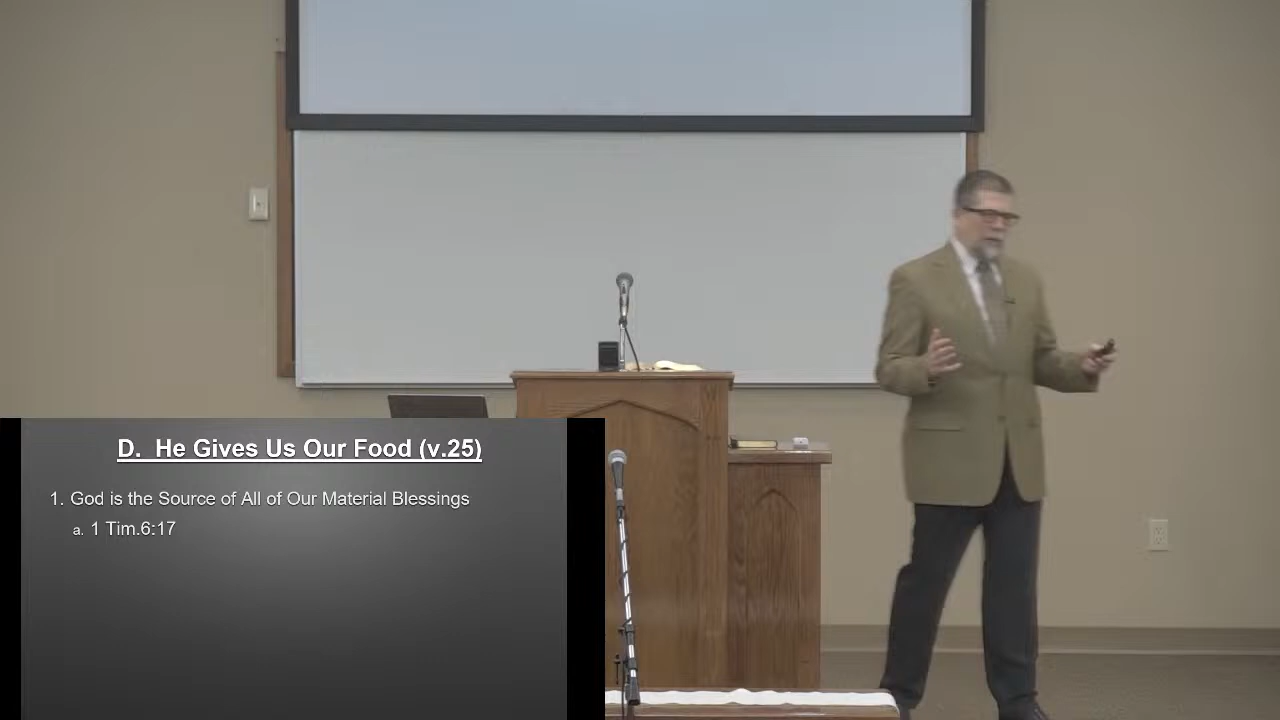 D. He Gives Us Our Food (v.25)
1. God is the Source of All of Our Material Blessings
a. 1 Tim.6:17